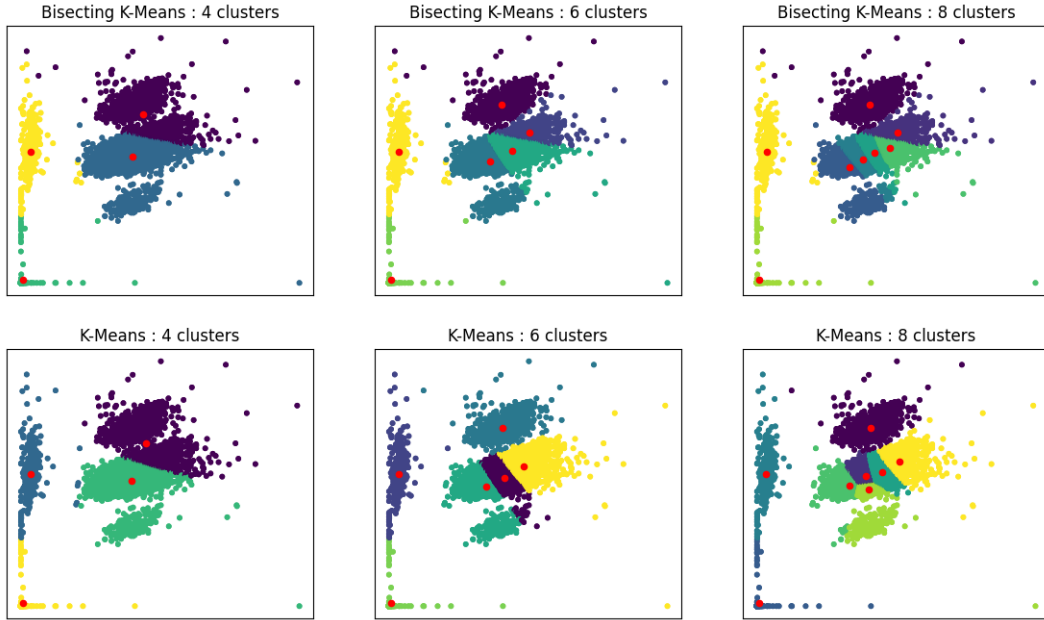 Bisecting K-Means : 4 clusters
Bisecting K-Means : 6 clusters
Bisecting K-Means : 8 clusters
K-Means : 4 clusters
K-Means : 6 clusters
K-Means : 8 clusters